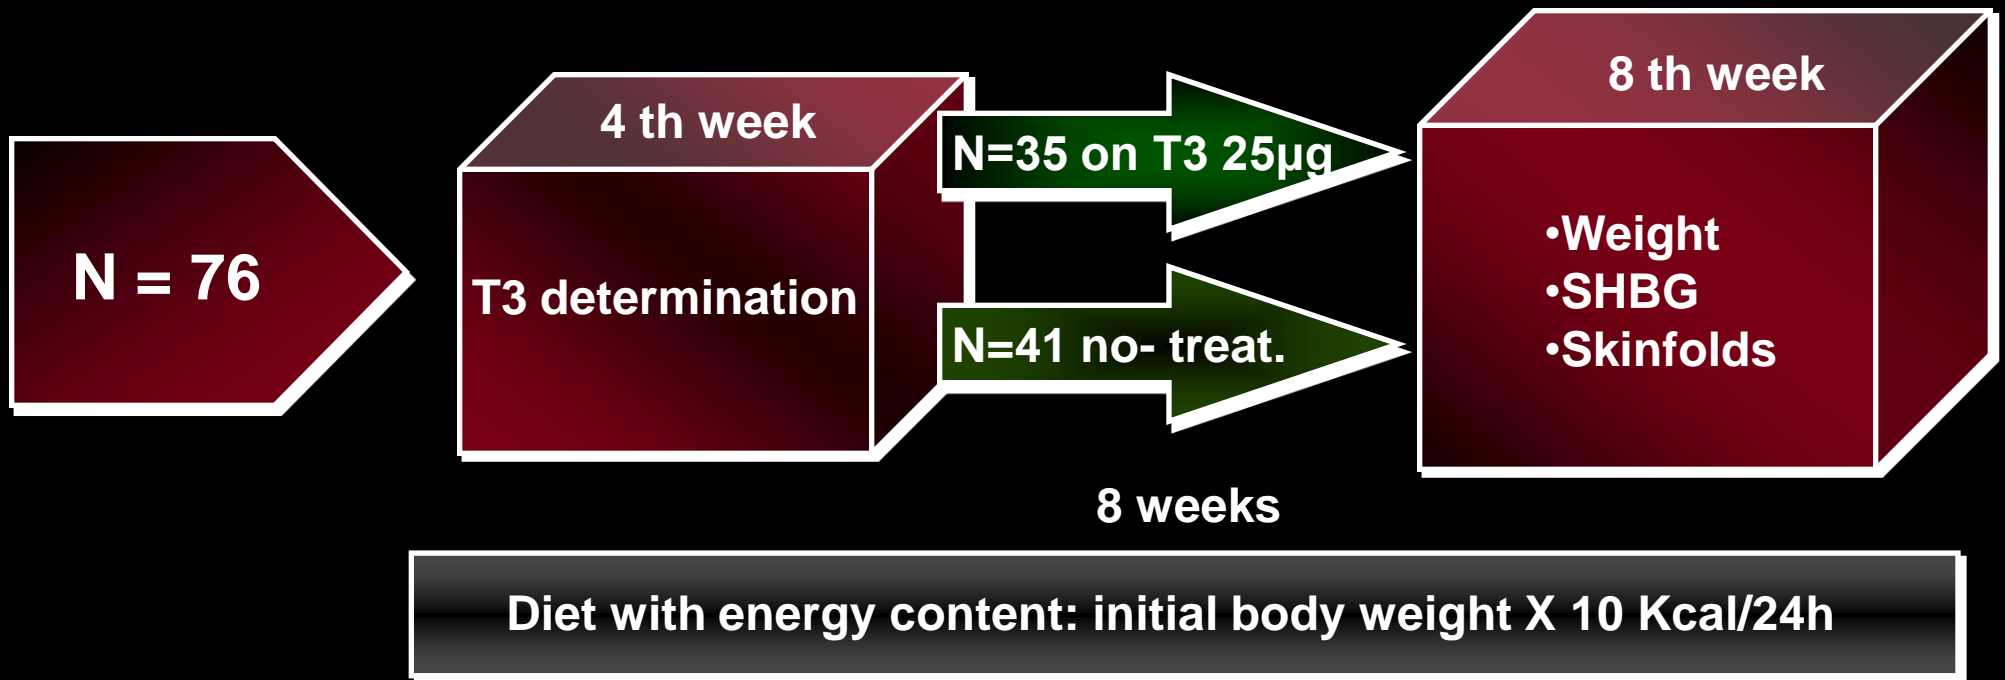 N = 76
4 th week
T3 determination
N=35 on T3 25µg
N=41 no- treat.
8 th week
•Weight
•SHBG
•Skinfolds
8 weeks
Diet with energy content: initial body weight X 10 Kcal/24h